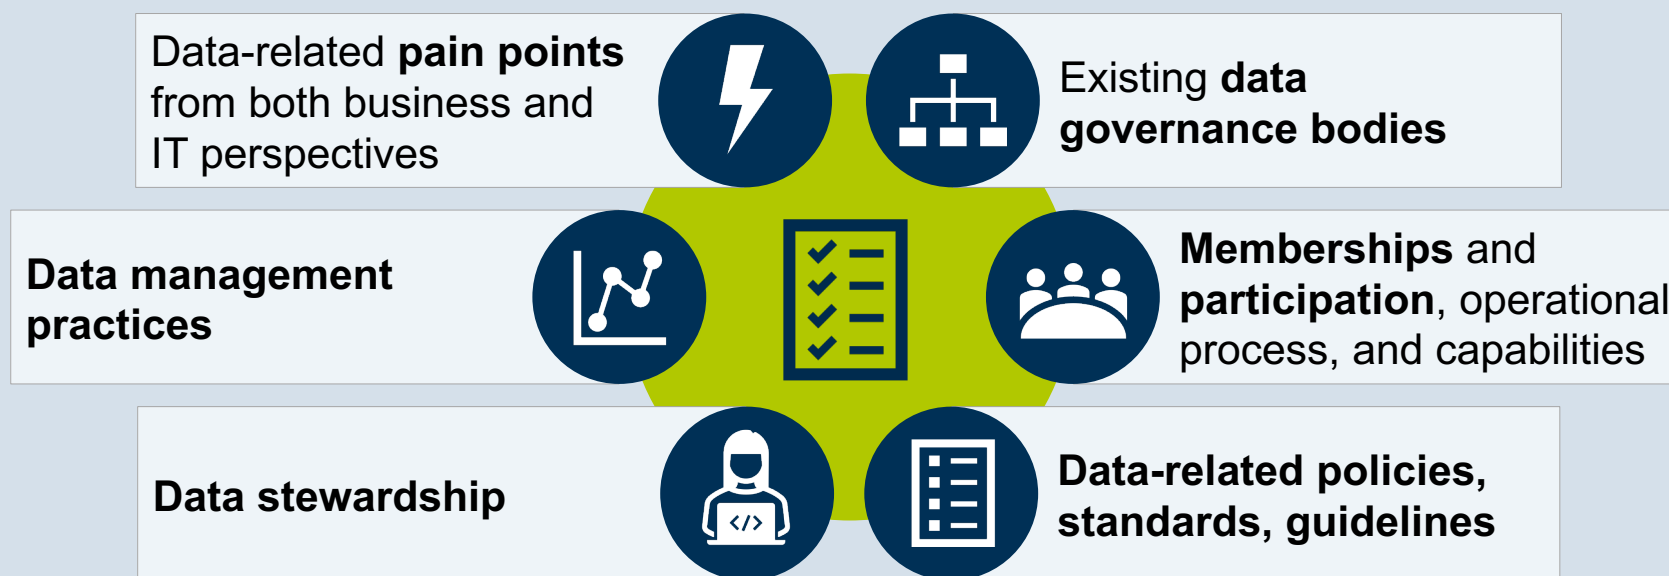 Data-related pain points
from both business and
IT perspectives
Existing data
governance bodies
Data management
practices
Memberships and
participation, operational
process, and capabilities
Data stewardship
</>
Data-related policies,
standards, guidelines